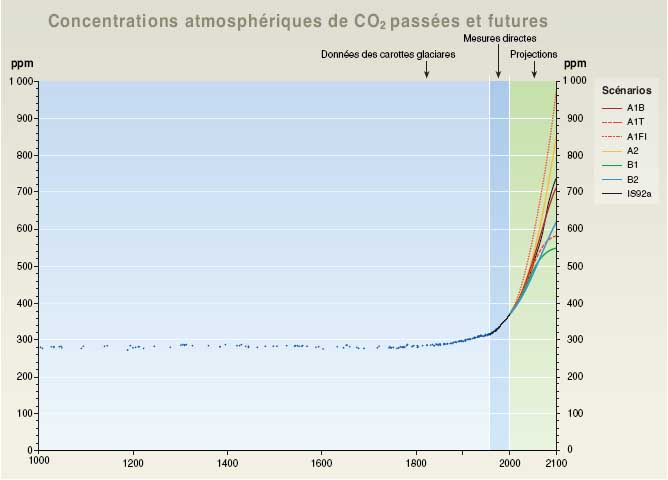 Concentrations atmosphériques de CO2 passées et futures
Mesures directes
Données des carottes glaciares
Projections
ppm
ppm
1 000
1 000
900
900
800
800
700
700
600
600
500
500
400
400
300
300
200
200
100
100
0
0
1000
1200
1400
1600
1800
2000
2100
Scénarios
A1B
A1T
A1FI
A2
B1
B2
IS92a